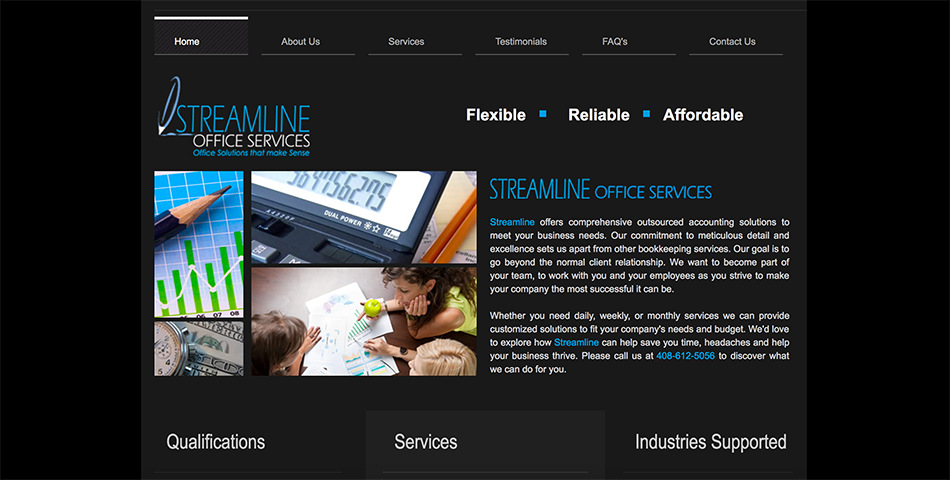 Home
About Us
Services
Testimonials
FAQ's
Contact Us
STREAMLINE
OFFICE SERVICES
Office Solutions that make Sense
Flexible
Reliable
Affordable
DUAL POWER
STREAMLINE OFFICE SERVICES
Streamline offers comprehensive outsourced accounting solutions to
meet your business needs. Our commitment to meticulous detail and
excellence sets us apart from other bookkeeping services. Our goal is to
go beyond the normal client relationship. We want to become part of
your team, to work with you and your employees as you strive to make
your company the most successful it can be.
Whether you need daily, weekly, or monthly services we can provide
customized solutions to fit your company's needs and budget. We'd love
to explore how Streamline can help save you time, headaches and help
your business thrive. Please call us at 408-612-5056 to discover what
we can do for you.
06 07 08
Qualifications
Services
Industries Supported